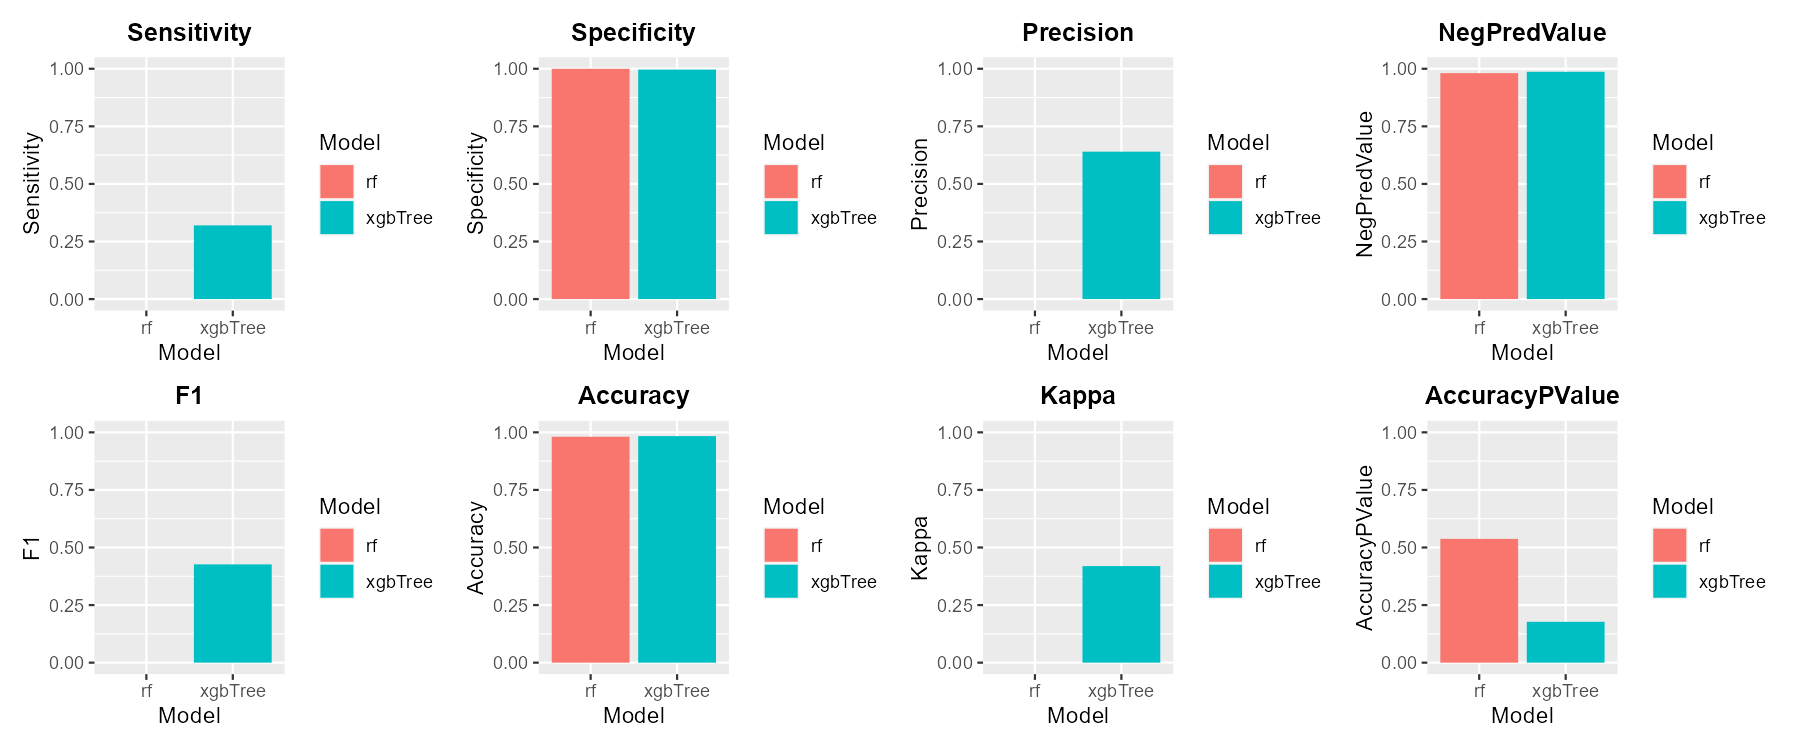 Sensitivity
Specificity
Precision
NegPredValue
Sensitivity
1.00
0.75
0.50
0.25
0.00
rf
xgbTree
Model
Model
rf
xgbTree
Specificity
1.00
0.75
0.50
0.25
0.00
rf
xgbTree
Model
Model
rf
xgbTree
Precision
1.00
0.75
0.50
0.25
0.00
rf
xgbTree
Model
Model
rf
xgbTree
NegPredValue
1.00
0.75
0.50
0.25
0.00
rf
xgbTree
Model
Model
rf
xgbTree
F1
Accuracy
Kappa
AccuracyPValue
F1
1.00
0.75
0.50
0.25
0.00
rf
xgbTree
Model
Model
rf
xgbTree
Accuracy
1.00
0.75
0.50
0.25
0.00
rf
xgbTree
Model
Model
rf
xgbTree
Kappa
1.00
0.75
0.50
0.25
0.00
rf
xgbTree
Model
Model
rf
xgbTree
AccuracyPValue
1.00
0.75
0.50
0.25
0.00
rf
xgbTree
Model
Model
rf
xgbTree